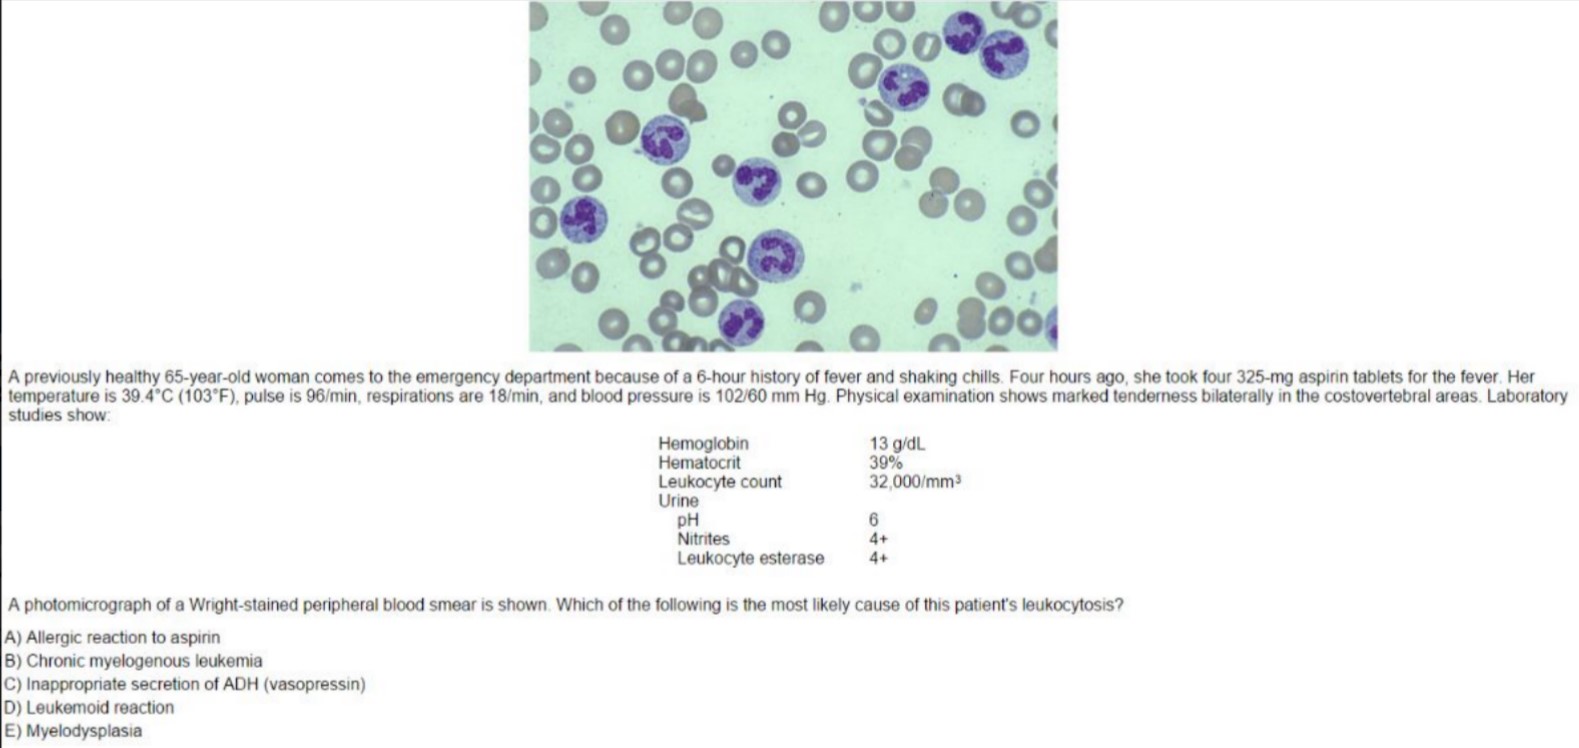 A previously healthy 65-year-old woman comes to the emergency department because of a 6-hour history of fever and shaking chills. Four hours ago, she took four 325-mg aspirin tablets for the fever. Her
temperature is 39.4°C (103°F), pulse is 96/min, respirations are 18/min, and blood pressure is 102/60 mm Hg. Physical examination shows marked tenderness bilaterally in the costovertebral areas. Laboratory
studies show:
Hemoglobin 13 g/dL
Hematocrit 39%
Leukocyte count 32,000/mm³
Urine
pH 6
Nitrites 4+
Leukocyte esterase 4+
A photomicrograph of a Wright-stained peripheral blood smear is shown. Which of the following is the most likely cause of this patient's leukocytosis?
A) Allergic reaction to aspirin
B) Chronic myelogenous leukemia
C) Inappropriate secretion of ADH (vasopressin)
D) Leukemoid reaction
E) Myelodysplasia